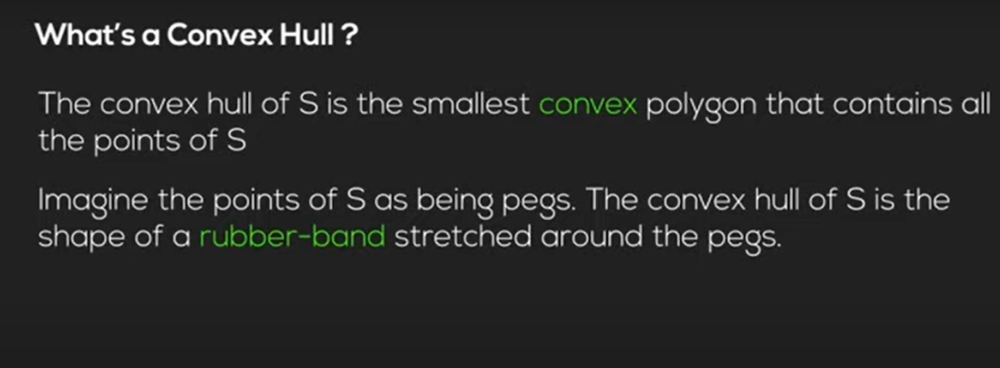 What's a Convex Hull ?
The convex hull of S is the smallest convex polygon that contains all
the points of S
Imagine the points of S as being pegs. The convex hull of S is the
shape of a rubber-band stretched around the pegs.